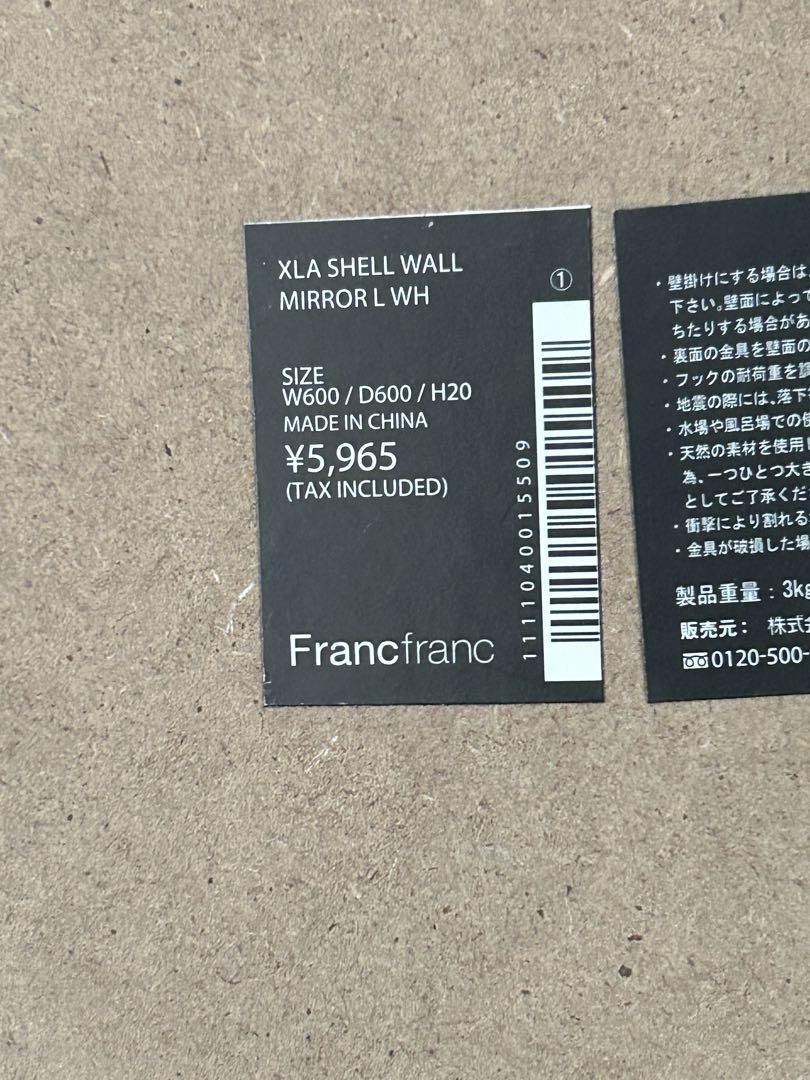 XLA SHELL WALL
MIRROR L WH
①
SIZE
W600 / D600 / H20
MADE IN CHINA
¥5,965
(TAX INCLUDED)
1111040015509
Francfranc
・壁掛けにする場合は、
下さい。壁面によって
ちたりする場合があ
・裏面の金具を壁面の
・フックの耐荷重を調
・地震の際には、落下
・水場や風呂場での使
・天然の素材を使用し
為、一つひとつ大き
としてご了承くだ
・衝撃により割れる
・金具が破損した場
製品重量：3kg
販売元： 株式会
0120-500-